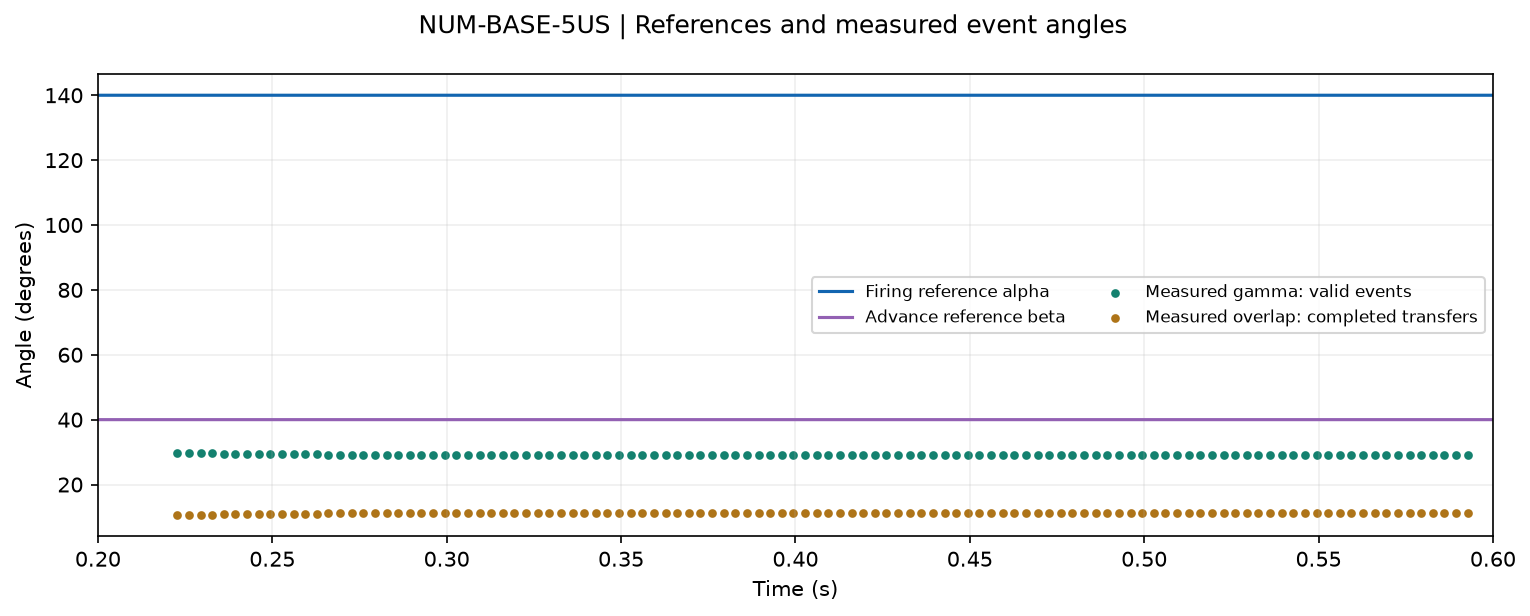 NUM-BASE-5US | References and measured event angles
140
120
100
80
60
40
20
Angle (degrees)
Firing reference alpha
Advance reference beta
Measured gamma: valid events
Measured overlap: completed transfers
0.20 0.25 0.30 0.35 0.40 0.45 0.50 0.55 0.60
Time (s)